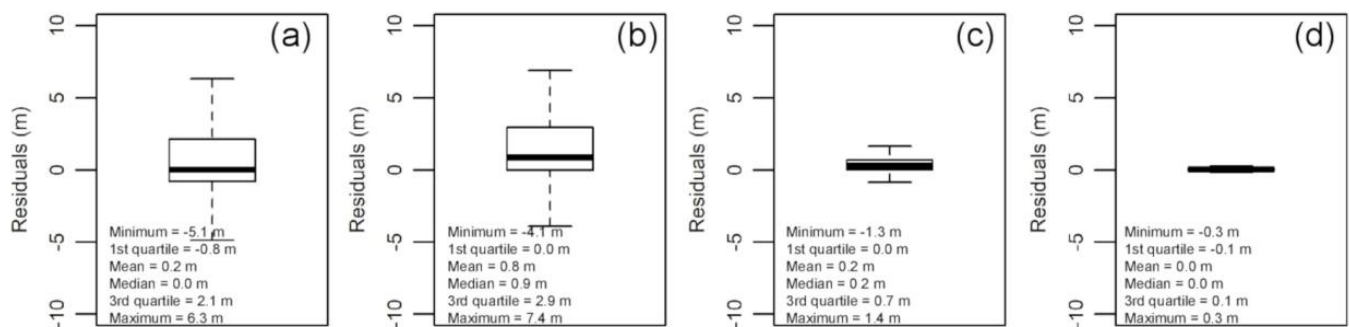 (a)
10
5
0
-5
-10
Residuals (m)
Minimum = -5.1 m
1st quartile = -0.8 m
Mean = 0.2 m
Median = 0.0 m
3rd quartile = 2.1 m
Maximum = 6.3 m
(b)
10
5
0
-5
-10
Residuals (m)
Minimum = -4.1 m
1st quartile = 0.0 m
Mean = 0.8 m
Median = 0.9 m
3rd quartile = 2.9 m
Maximum = 7.4 m
(c)
10
5
0
-5
-10
Residuals (m)
Minimum = -1.3 m
1st quartile = 0.0 m
Mean = 0.2 m
Median = 0.2 m
3rd quartile = 0.7 m
Maximum = 1.4 m
(d)
10
5
0
-5
-10
Residuals (m)
Minimum = -0.3 m
1st quartile = -0.1 m
Mean = 0.0 m
Median = 0.0 m
3rd quartile = 0.1 m
Maximum = 0.3 m